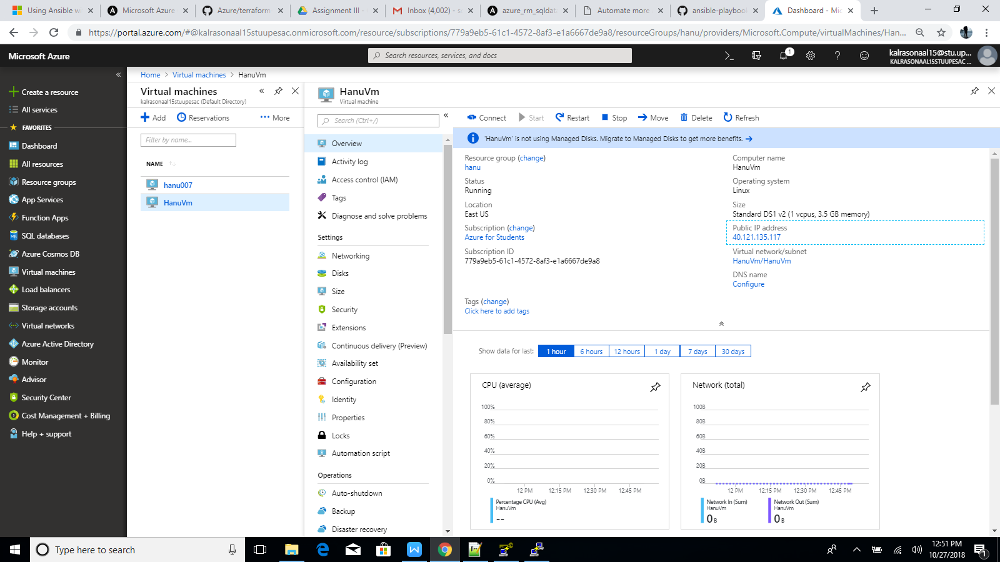 Using Ansible w
Microsoft Azure
Azure/terraform
Assignment III -
Inbox (4,002) - s
azure_rm_sqldat
Automate more
ansible-playboo
Dashboard - Mic
https://portal.azure.com/#@kalrasonaal15stuupesac.onmicrosoft.com/resource/subscriptions/779a9eb5-61c1-4572-8af3-e1a6667de9a8/resourceGroups/hanu/providers/Microsoft.Compute/virtualMachines/Han...
Microsoft Azure
Search resources, services, and docs
1
kalrasonaal15@stu.up...
KALRASONAAL15STUUPESAC ...
Create a resource
All services
FAVORITES
Dashboard
All resources
Resource groups
App Services
Function Apps
SQL databases
Azure Cosmos DB
Virtual machines
Load balancers
Storage accounts
Virtual networks
Azure Active Directory
Monitor
Advisor
Security Center
Cost Management + Billing
Help + support
Home > Virtual machines > HanuVm
Virtual machines
kalrasonaal15stuupesac (Default Directory)
Add
Reservations
More
Filter by name...
NAME
hanu007
HanuVm
HanuVm
Virtual machine
Search (Ctrl+/)
Overview
Activity log
Access control (IAM)
Tags
Diagnose and solve problems
Settings
Networking
Disks
Size
Security
Extensions
Continuous delivery (Preview)
Availability set
Configuration
Identity
Properties
Locks
Automation script
Operations
Auto-shutdown
Backup
Disaster recovery
Connect
Start
Restart
Stop
Move
Delete
Refresh
'HanuVm' is not using Managed Disks. Migrate to Managed Disks to get more benefits.
Resource group (change)
hanu
Status
Running
Location
East US
Subscription (change)
Azure for Students
Subscription ID
779a9eb5-61c1-4572-8af3-e1a6667de9a8
Computer name
HanuVm
Operating system
Linux
Size
Standard DS1 v2 (1 vcpus, 3.5 GB memory)
Public IP address
40.121.135.117
Virtual network/subnet
HanuVm/HanuVm
DNS name
Configure
Tags (change)
Click here to add tags
Show data for last:
1 hour
6 hours
12 hours
1 day
7 days
30 days
CPU (average)
100%
80%
60%
40%
20%
0%
12 PM
12:15 PM
12:30 PM
12:45 PM
Percentage CPU (Avg)
HanuVm
--
Network (total)
100B
80B
60B
40B
20B
0B
12 PM
12:15 PM
12:30 PM
12:45 PM
Network In (Sum)
HanuVm
0 B
Network Out (Sum)
HanuVm
0 B
Type here to search
12:51 PM
10/27/2018
1